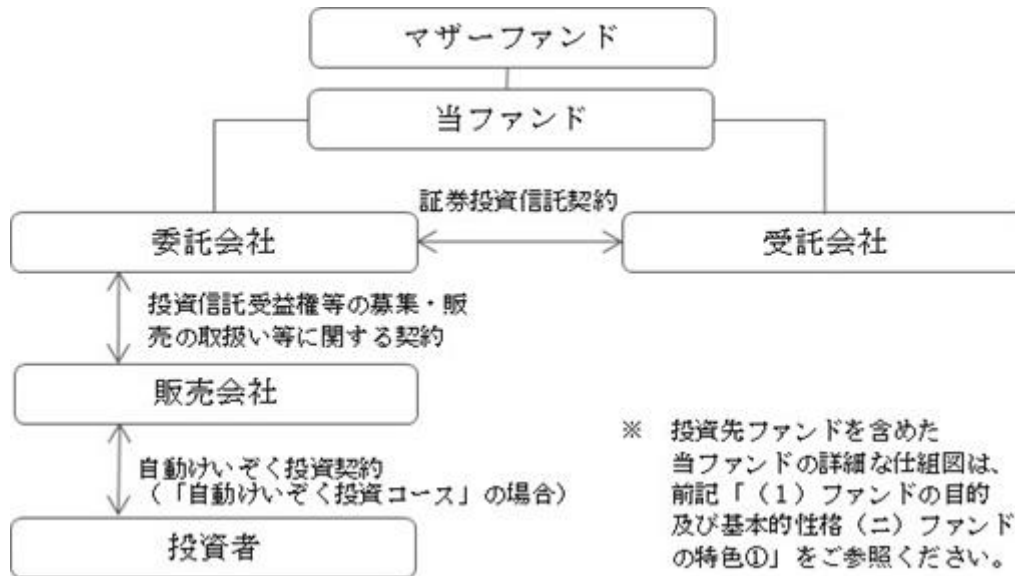 マザーファンド
当ファンド
証券投資信託契約
委託会社
受託会社
投資信託受益権等の募集・販
売の取扱い等に関する契約
販売会社
自動けいぞく投資契約
(「自動けいぞく投資コース」の場合)
投資者
※ 投資先ファンドを含めた
当ファンドの詳細な仕組図は、
前記「(1)ファンドの目的
及び基本的性格(ニ)ファンド
の特色①」をご参照ください。